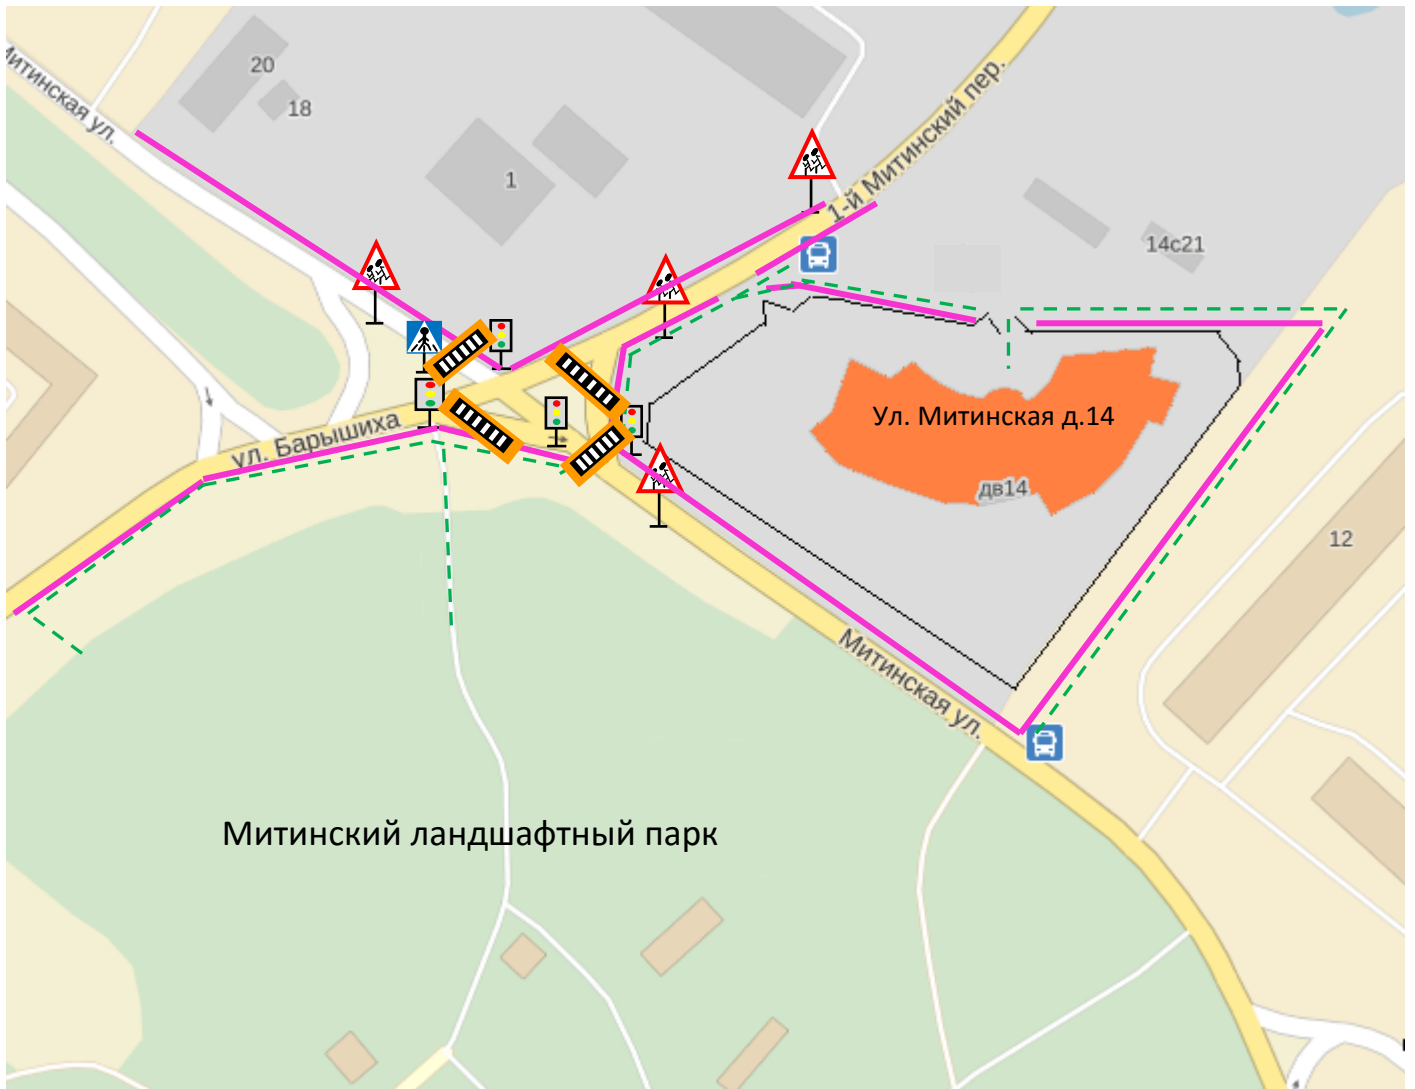 20
Митинская ул.
18
1-й Митинский пер.
1
14с21
ул. Барышиха
Ул. Митинская д.14
дв14
12
Митинская ул.
Митинский ландшафтный парк